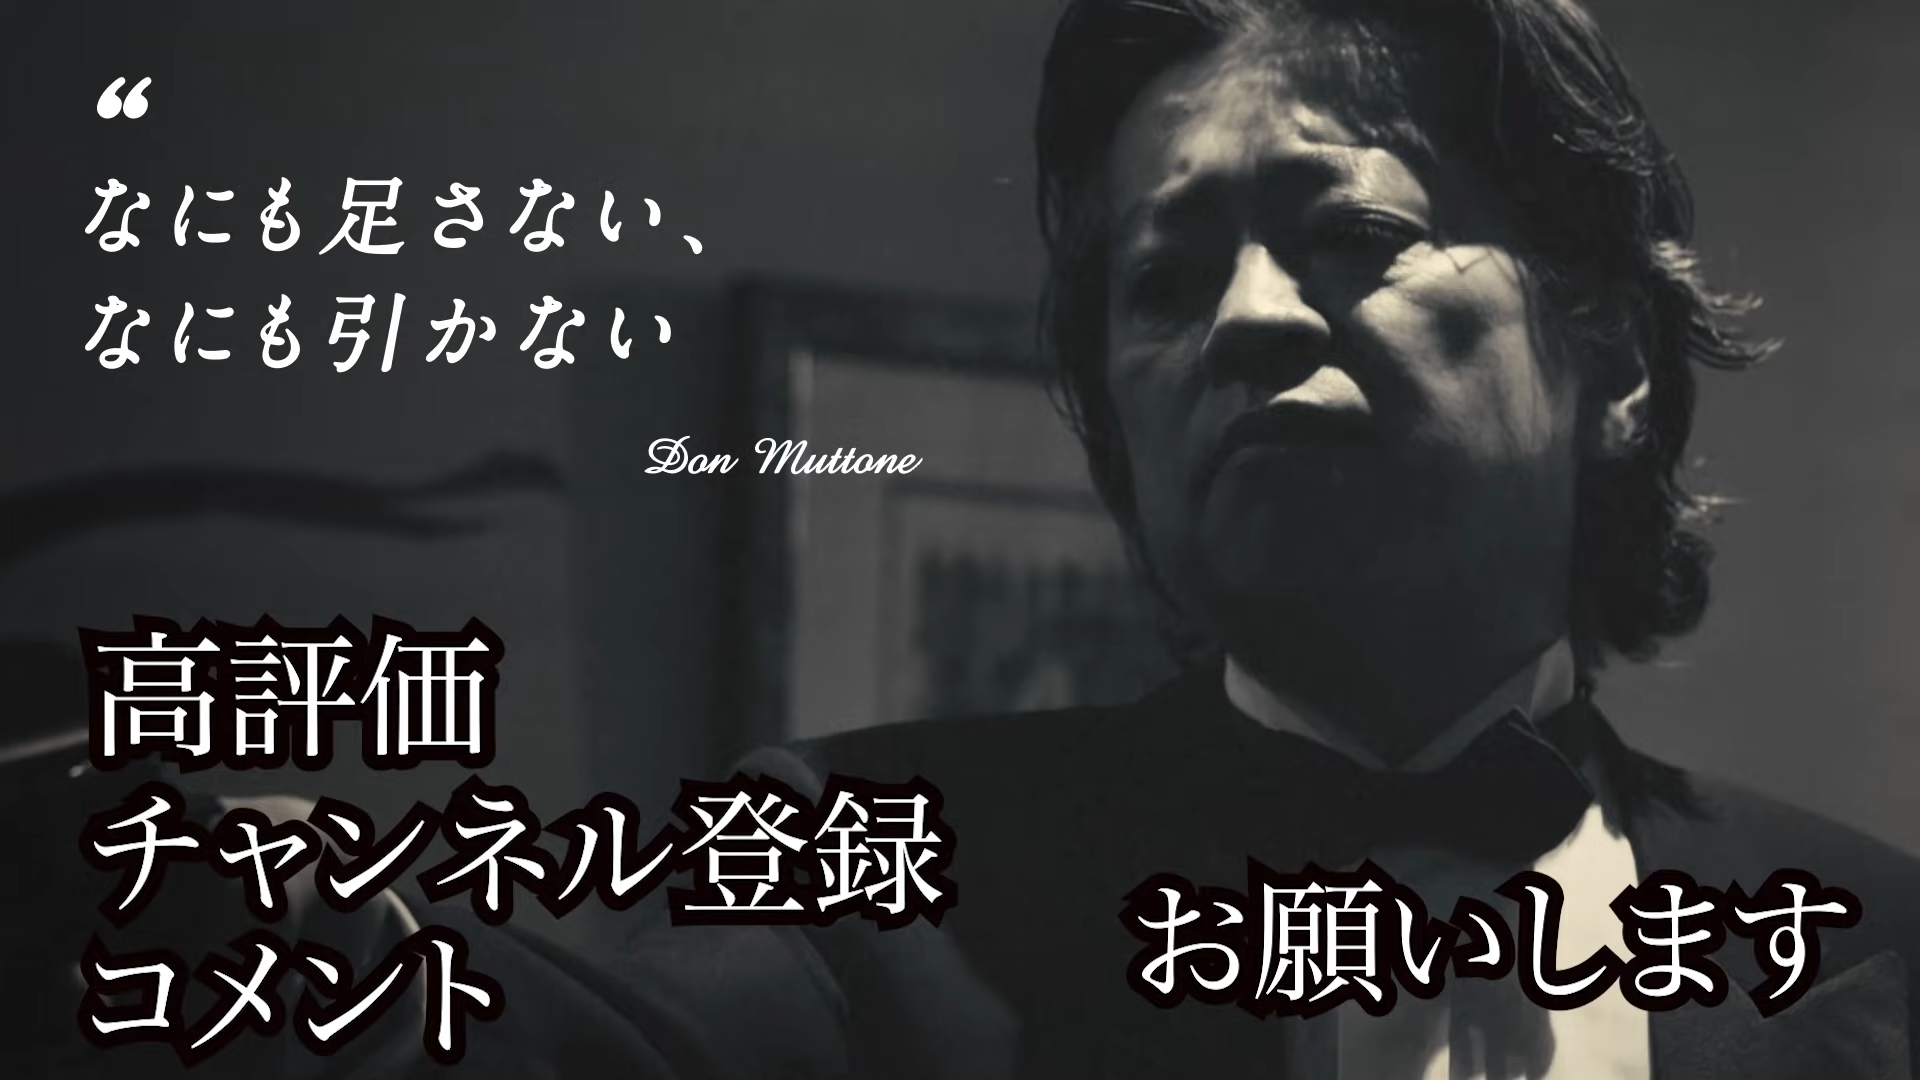 “
なにも足さない、
なにも引かない
Don Muttone
高評価
チャンネル登録
コメント
お願いします